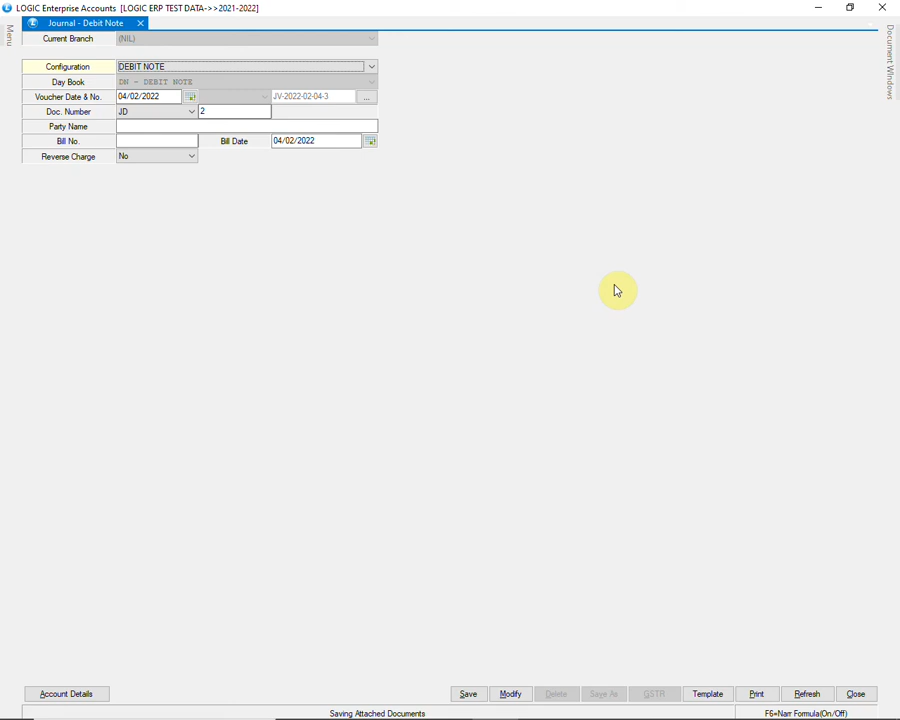 LOGIC Enterprise Accounts [LOGIC ERP TEST DATA->>2021-2022]
Menu
Journal - Debit Note
Document Windows
Current Branch (NIL)
Configuration DEBIT NOTE
Day Book DN - DEBIT NOTE
Voucher Date & No. 04/02/2022 JV-2022-02-04-3 ...
Doc. Number JD 2
Party Name
Bill No. Bill Date 04/02/2022
Reverse Charge No
Account Details Save Modify Delete Save As GSTR Template Print Refresh Close
Saving Attached Documents F6=Narr Formula(On/Off)